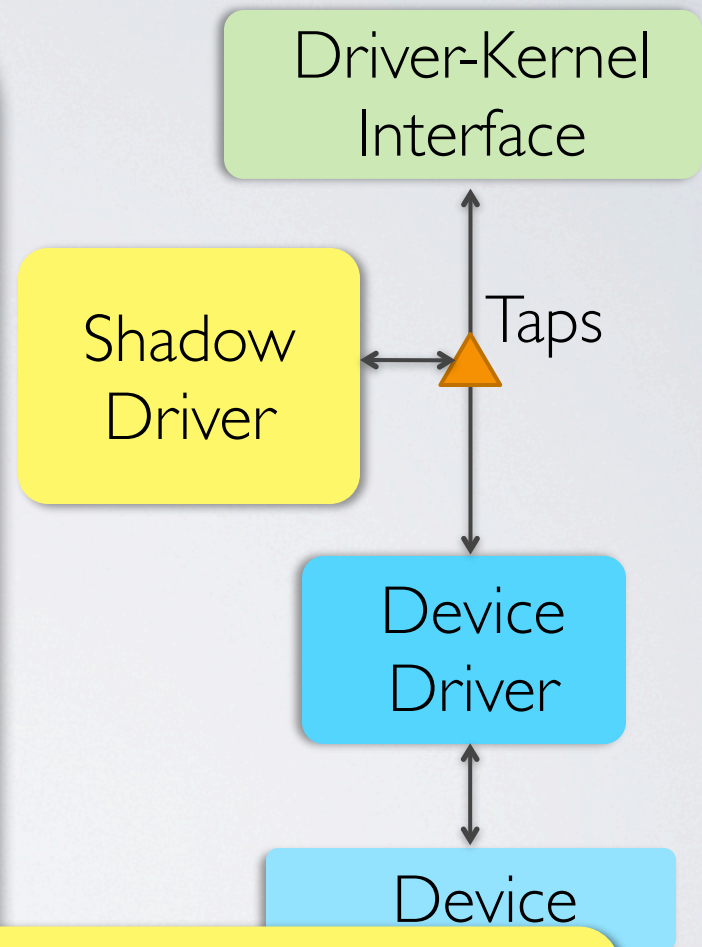 Driver-Kernel
Interface
Taps
Shadow
Driver
Device
Driver
Device